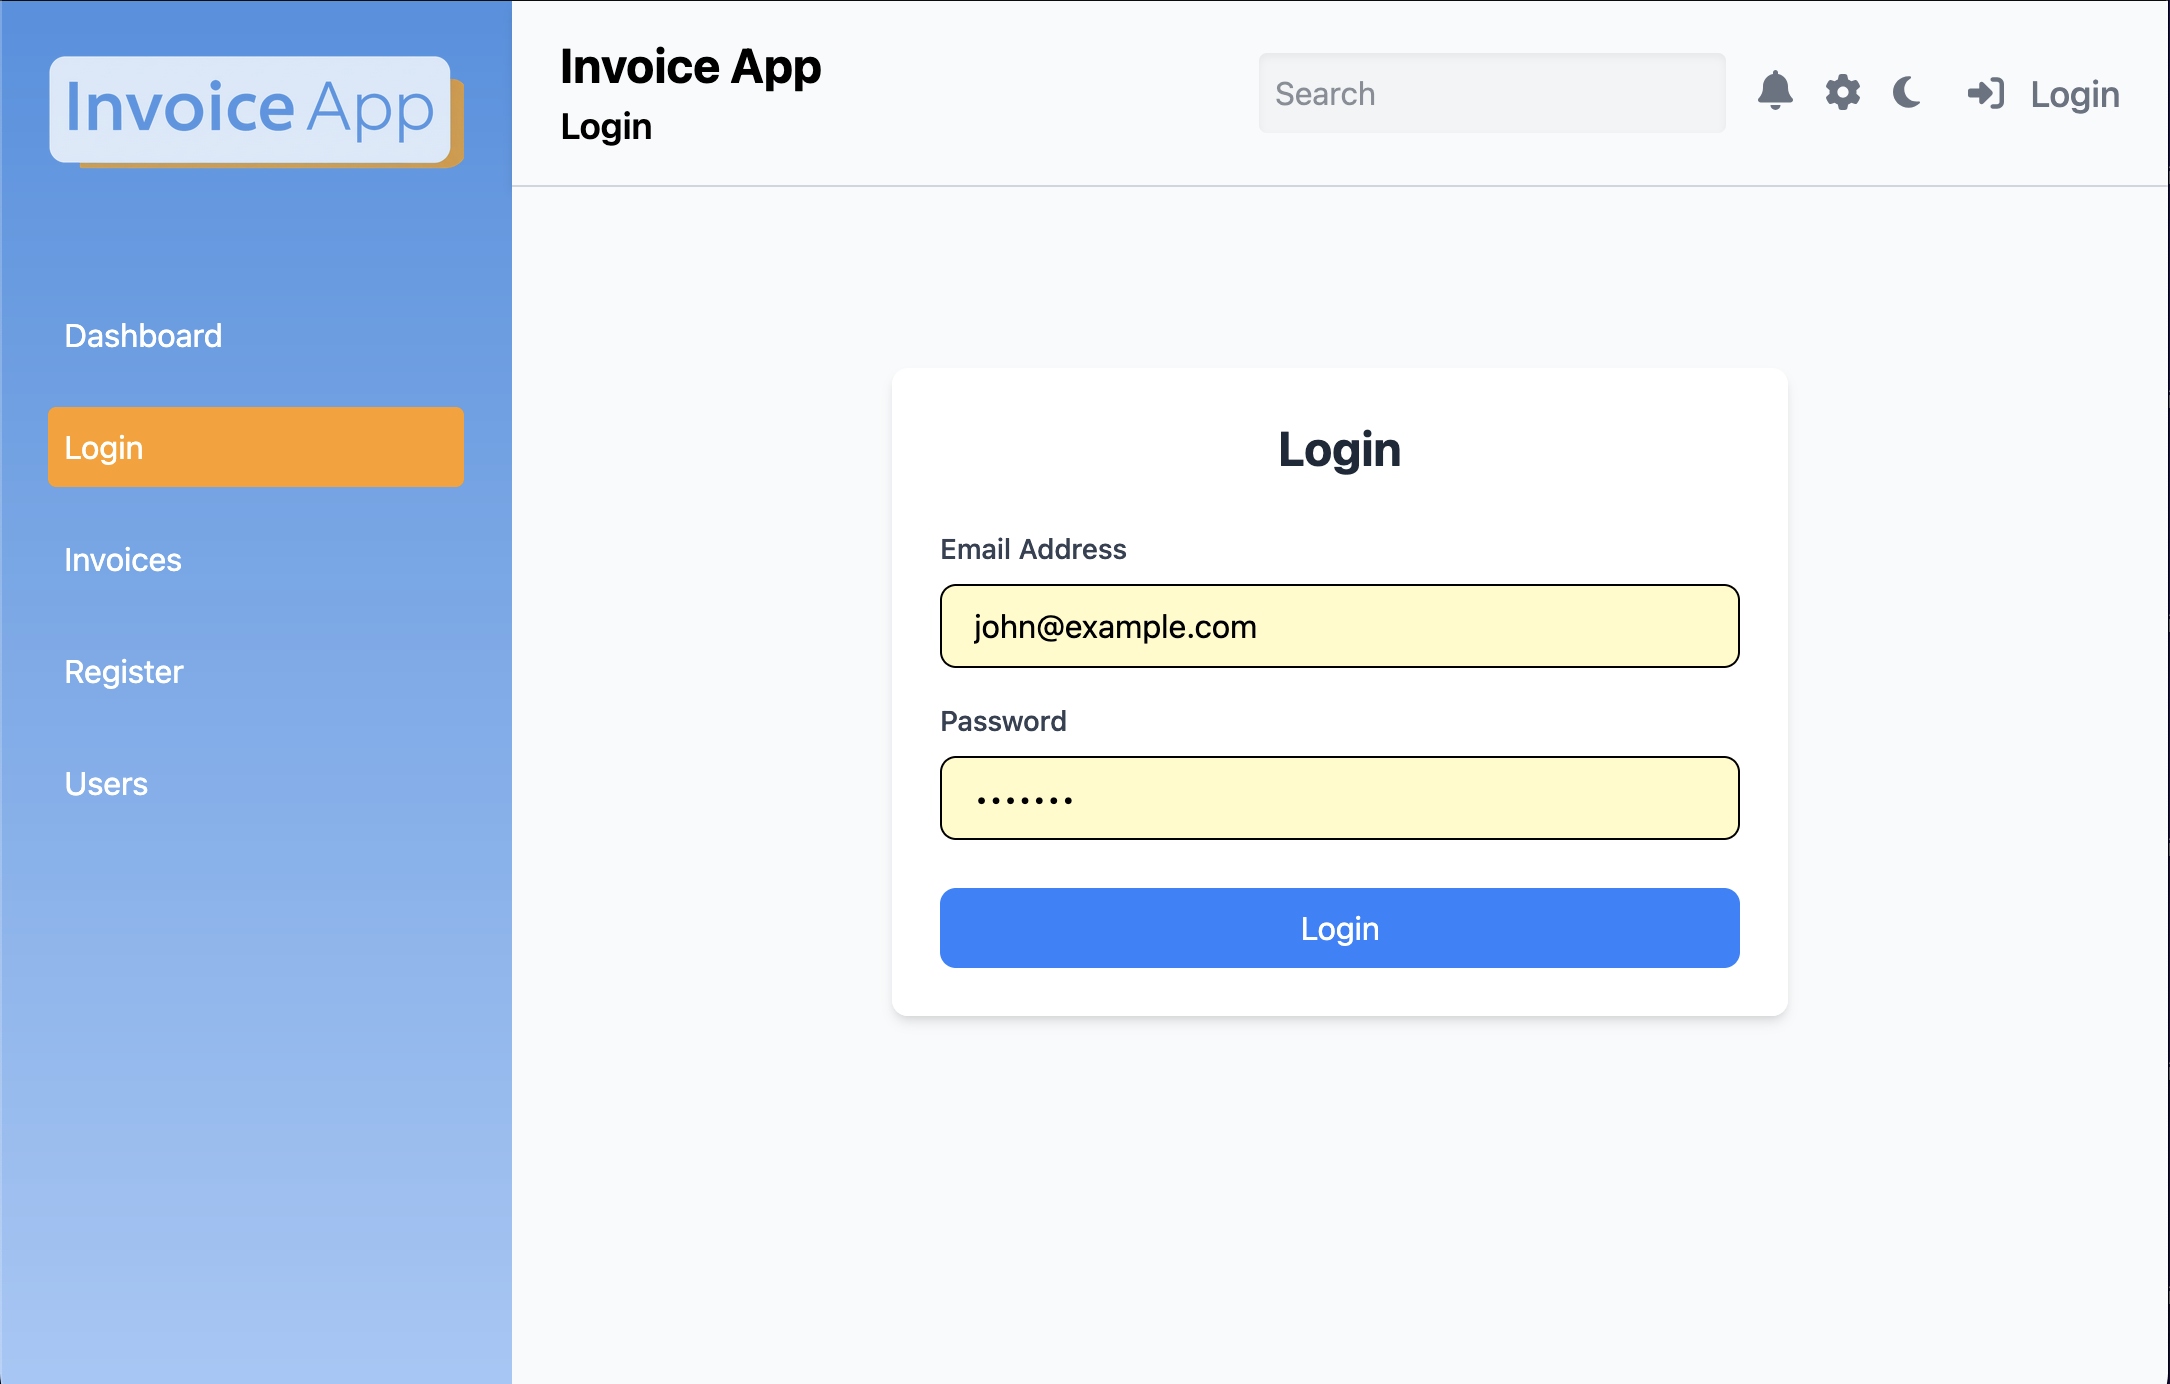 Invoice App
Dashboard
Login
Invoices
Register
Users
Invoice App
Login
Search
Login
Login
Email Address
john@example.com
Password
•••••••
Login